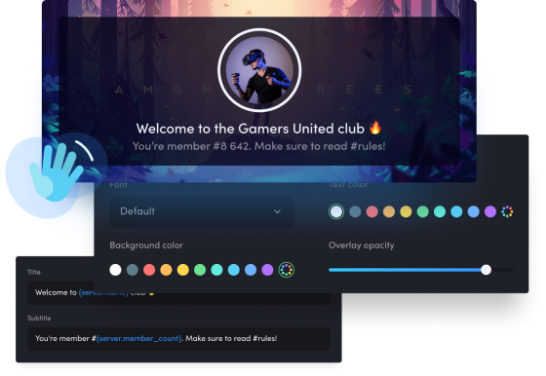 AMON REES
Welcome to the Gamers United club 🔥
You're member #8 642. Make sure to read #rules!
Font
Text color
Default
Background color
Overlay opacity
Title
Welcome to {server.name} club
Subtitle
You're member #{server.member_count}. Make sure to read #rules!